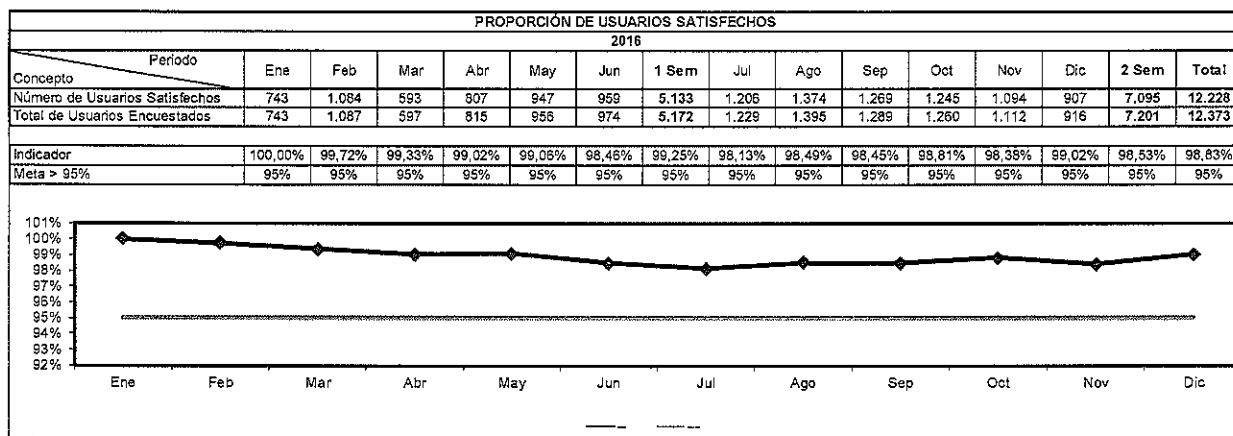 PROPORCIÓN DE USUARIOS SATISFECHOS
2016
Periodo
Concepto
Ene Feb Mar Abr May Jun 1 Sem Jul Ago Sep Oct Nov Dic 2 Sem Total
Número de Usuarios Satisfechos 743 1.084 593 807 947 959 5.133 1.206 1.374 1.269 1.245 1.094 907 7.095 12.228
Total de Usuarios Encuestados 743 1.087 597 815 956 974 5.172 1.229 1.395 1.289 1.260 1.112 916 7.201 12.373
Indicador 100,00% 99,72% 99,33% 99,02% 99,06% 98,46% 99,25% 98,13% 98,49% 98,45% 98,81% 98,38% 99,02% 98,53% 98,83%
Meta > 95% 95% 95% 95% 95% 95% 95% 95% 95% 95% 95% 95% 95% 95% 95% 95%
101%
100%
99%
98%
97%
96%
95%
94%
93%
92%
Ene Feb Mar Abr May Jun Jul Ago Sep Oct Nov Dic